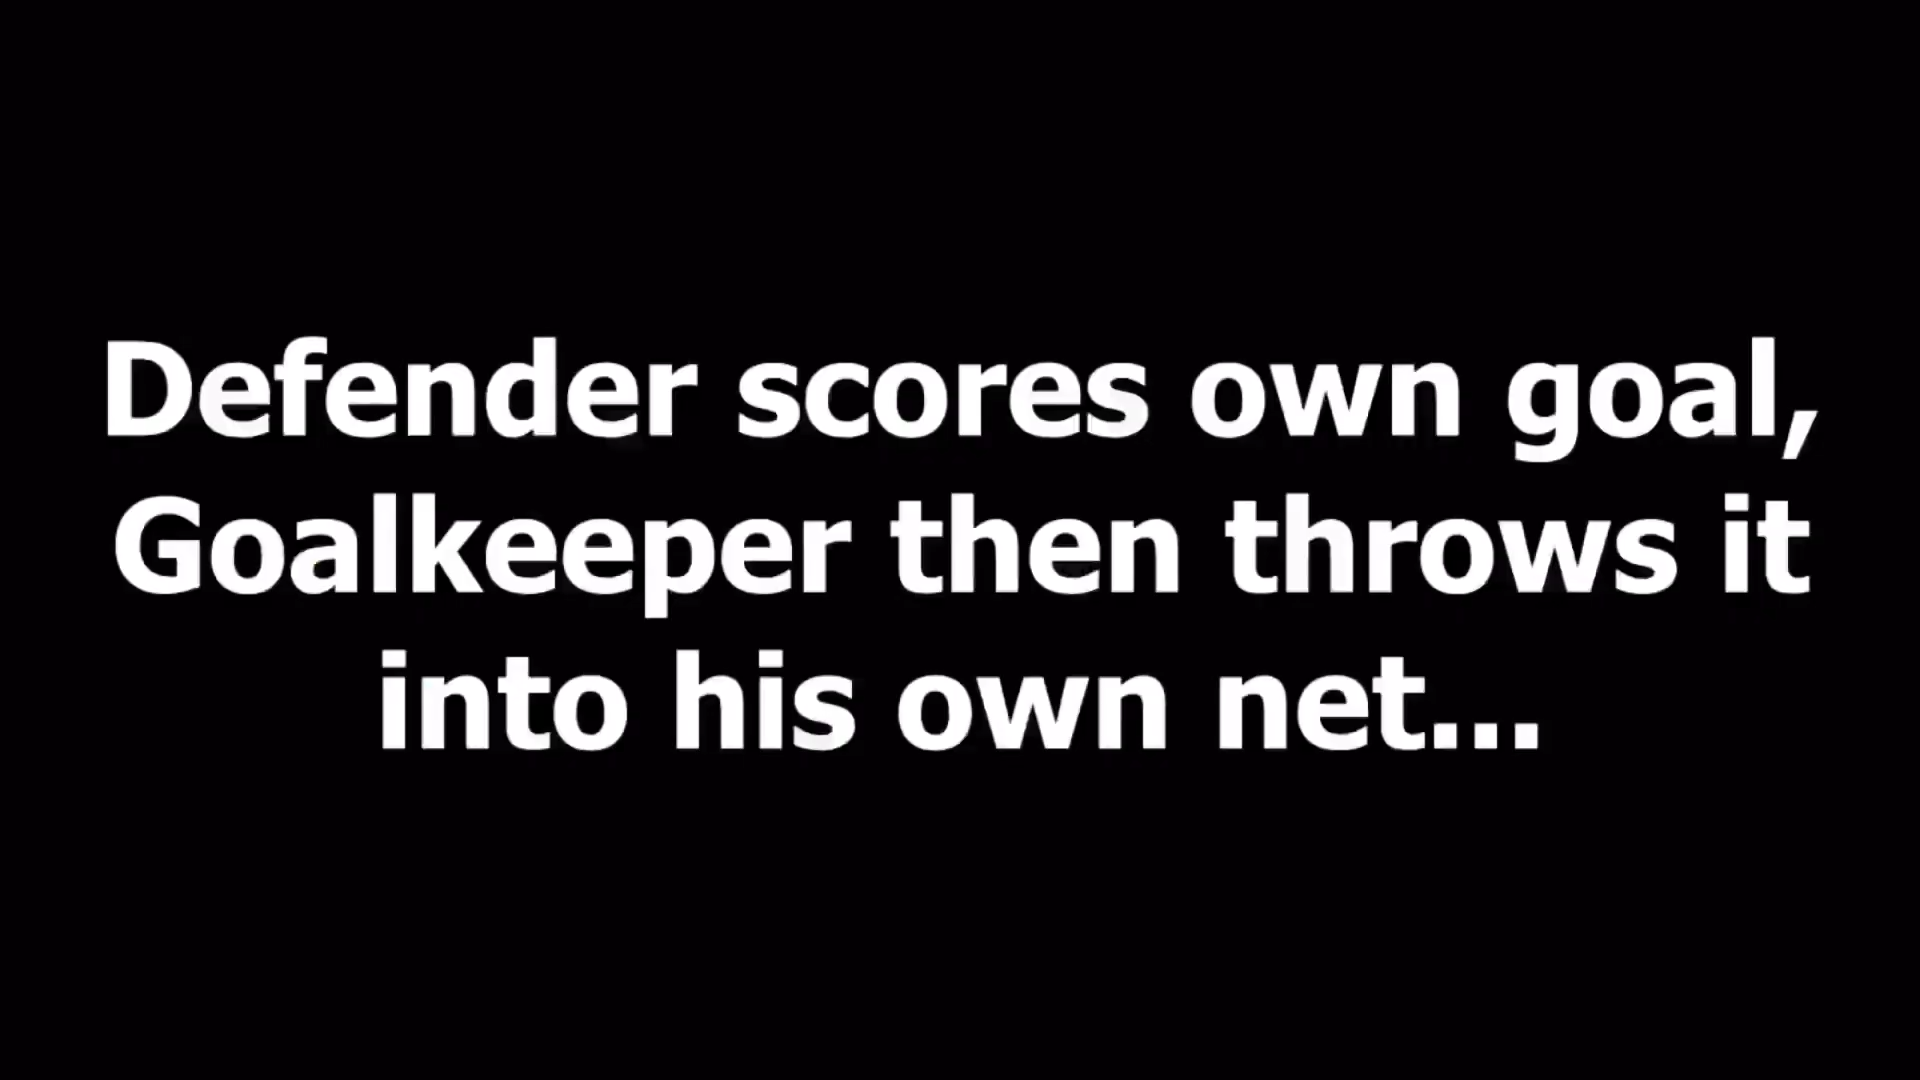 Defender scores own goal,
Goalkeeper then throws it
into his own net...